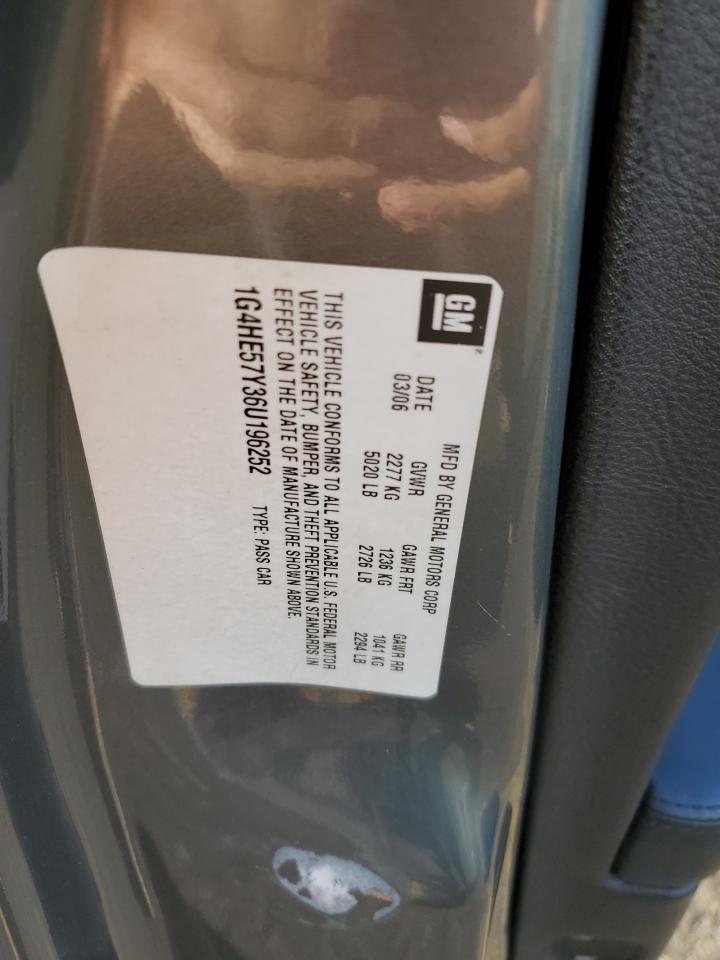 GM®
MFD BY GENERAL MOTORS CORP
DATE GVWR GAWR FRT GAWR RR
03/06 2277 KG 1236 KG 1041 KG
5020 LB 2726 LB 2294 LB
THIS VEHICLE CONFORMS TO ALL APPLICABLE U.S. FEDERAL MOTOR
VEHICLE SAFETY, BUMPER, AND THEFT PREVENTION STANDARDS IN
EFFECT ON THE DATE OF MANUFACTURE SHOWN ABOVE.
1G4HE57Y36U196252 TYPE: PASS CAR